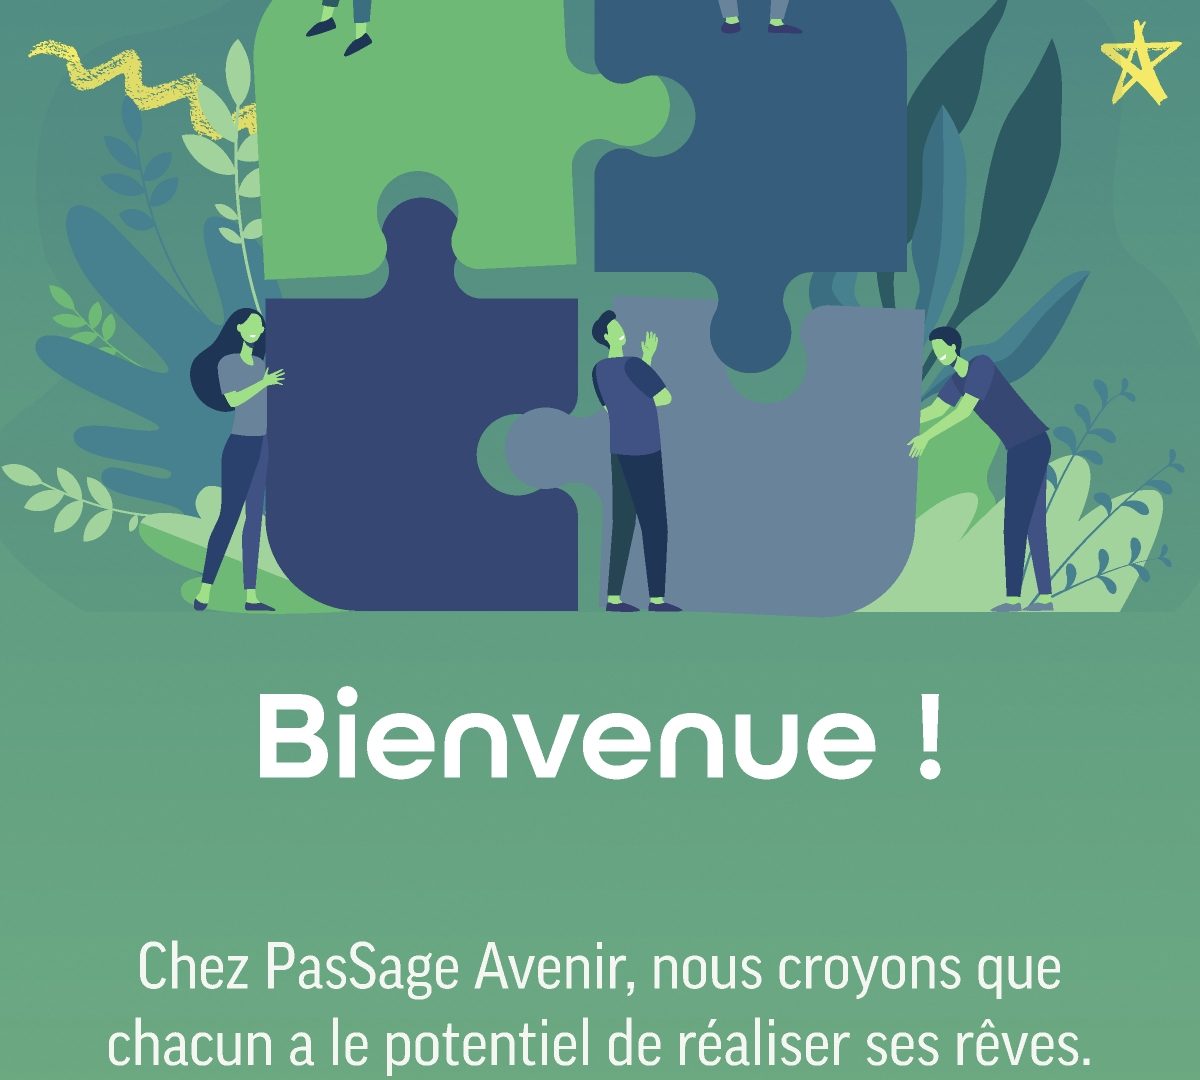 Bienvenue !
Chez PasSage Avenir, nous croyons que
chacun a le potentiel de réaliser ses rêves.